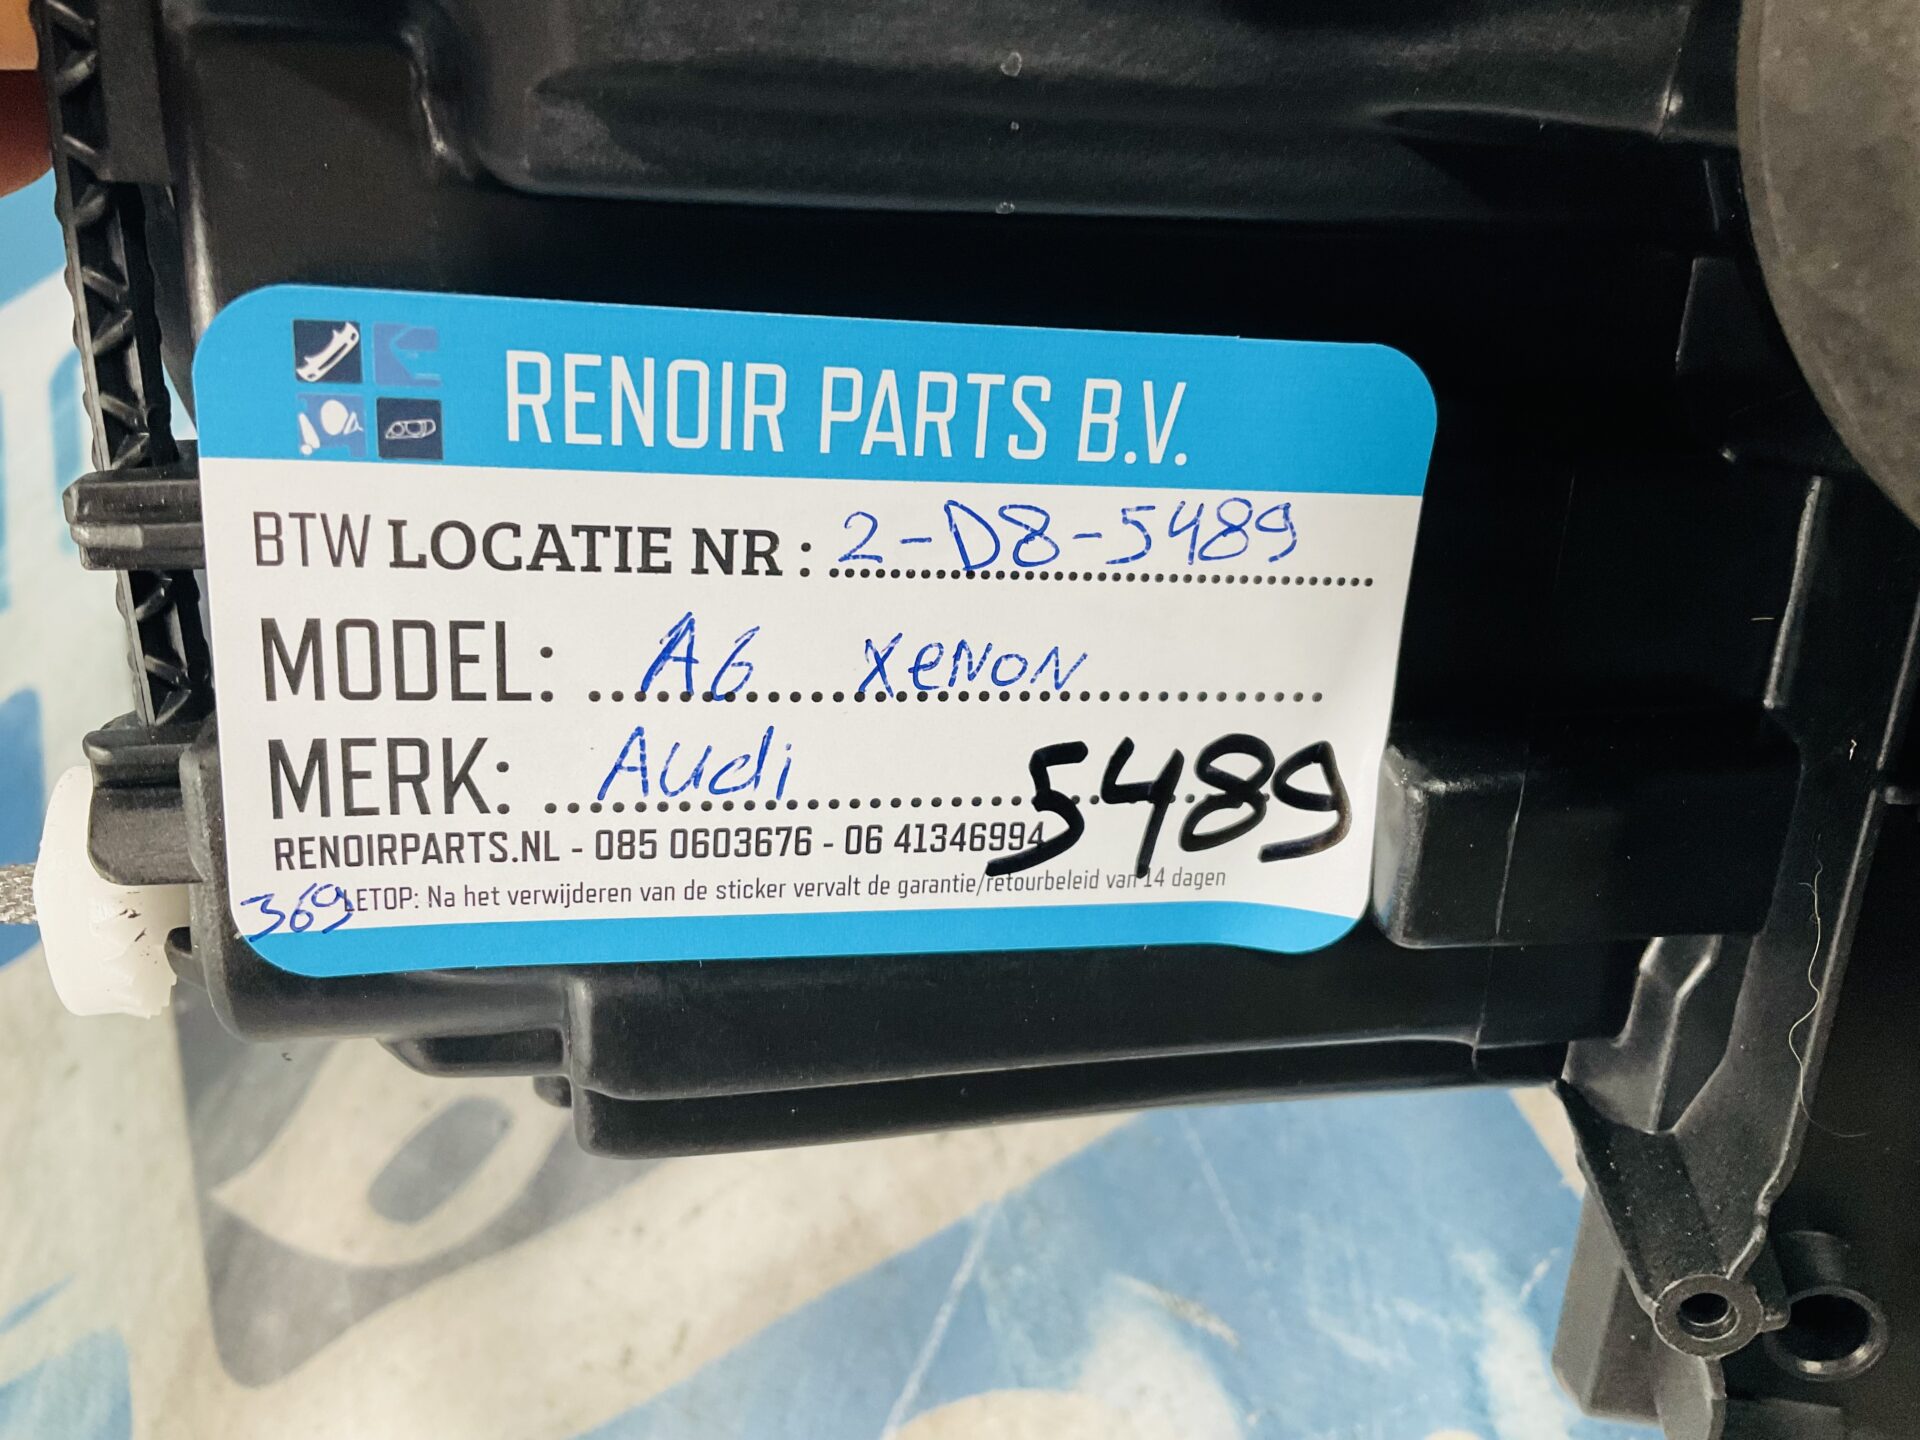 RENOIR PARTS B.V.
BTW LOCATIE NR : 2-D8-5489
MODEL: A6 XENON
MERK: AUdi
5489
RENOIRPARTS.NL - 085 0603676 - 06 41346994
369 LETOP: Na het verwijderen van de sticker vervalt de garantie/retourbeleid van 14 dagen